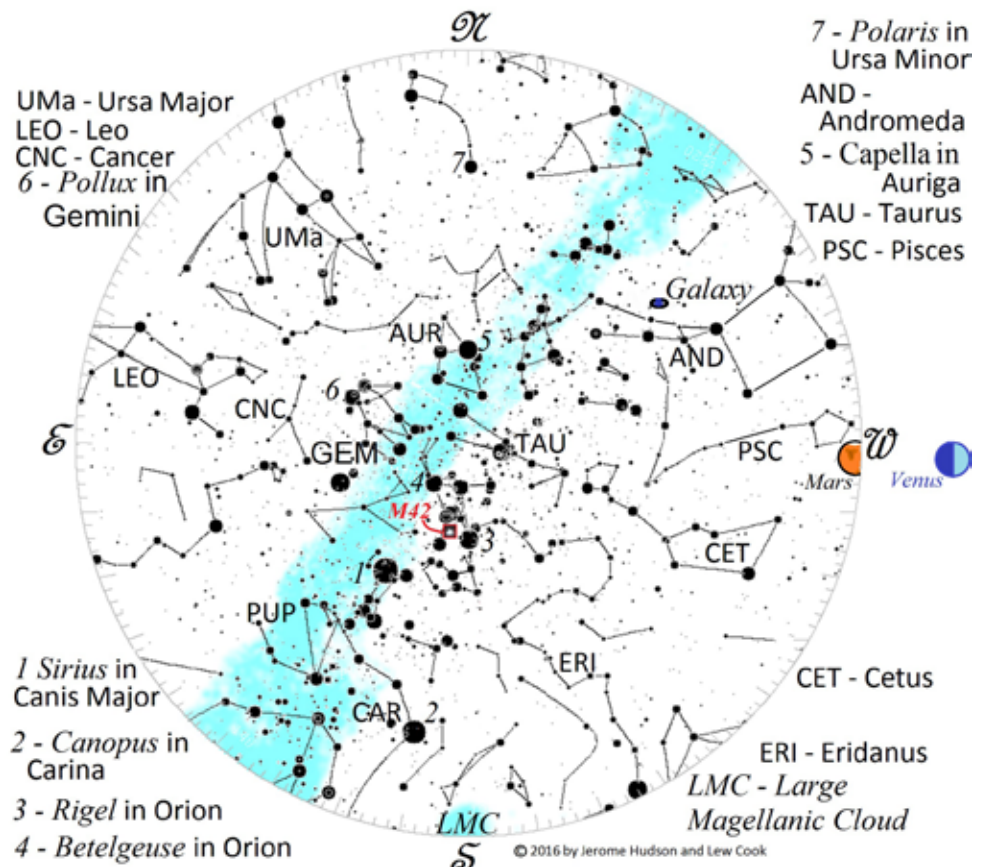 N
7 - Polaris in
Ursa Minor
AND -
Andromeda
5 - Capella in
Auriga
TAU - Taurus
PSC - Pisces
UMa - Ursa Major
LEO - Leo
CNC - Cancer
6 - Pollux in
Gemini
7
UMa
Galaxy
AUR
5
AND
LEO
6
CNC
E
GEM
TAU
PSC
W
Mars
Venus
4
M42
3
CET
1
PUP
ERI
CAR
2
LMC
S
1 Sirius in
Canis Major
2 - Canopus in
Carina
3 - Rigel in Orion
4 - Betelgeuse in Orion
CET - Cetus
ERI - Eridanus
LMC - Large
Magellanic Cloud
© 2016 by Jerome Hudson and Lew Cook